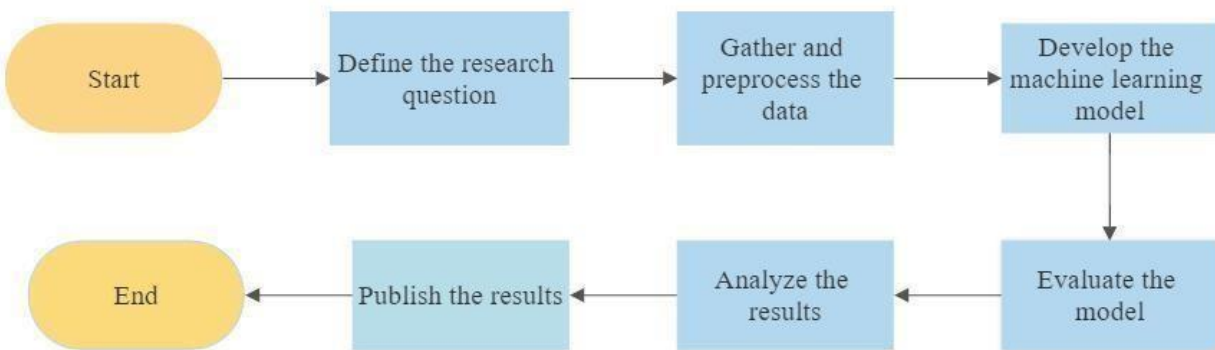 Start
Define the research
question
Gather and
preprocess the
data
Develop the
machine learning
model
Evaluate the
model
Analyze the
results
Publish the results
End